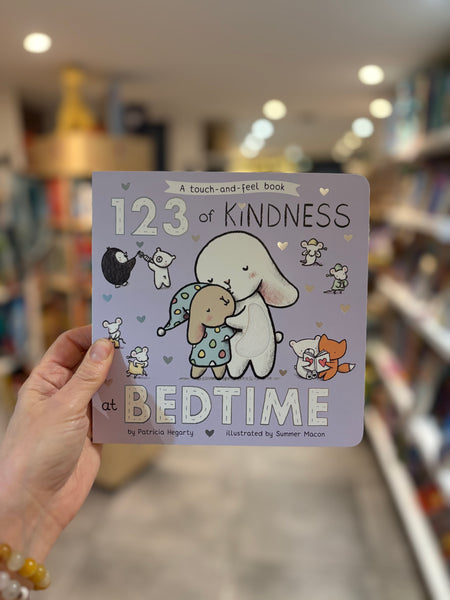 A touch-and-feel book
123 of KiNDNESS
at BEDTIME
by Patricia Hegarty illustrated by Summer Macon